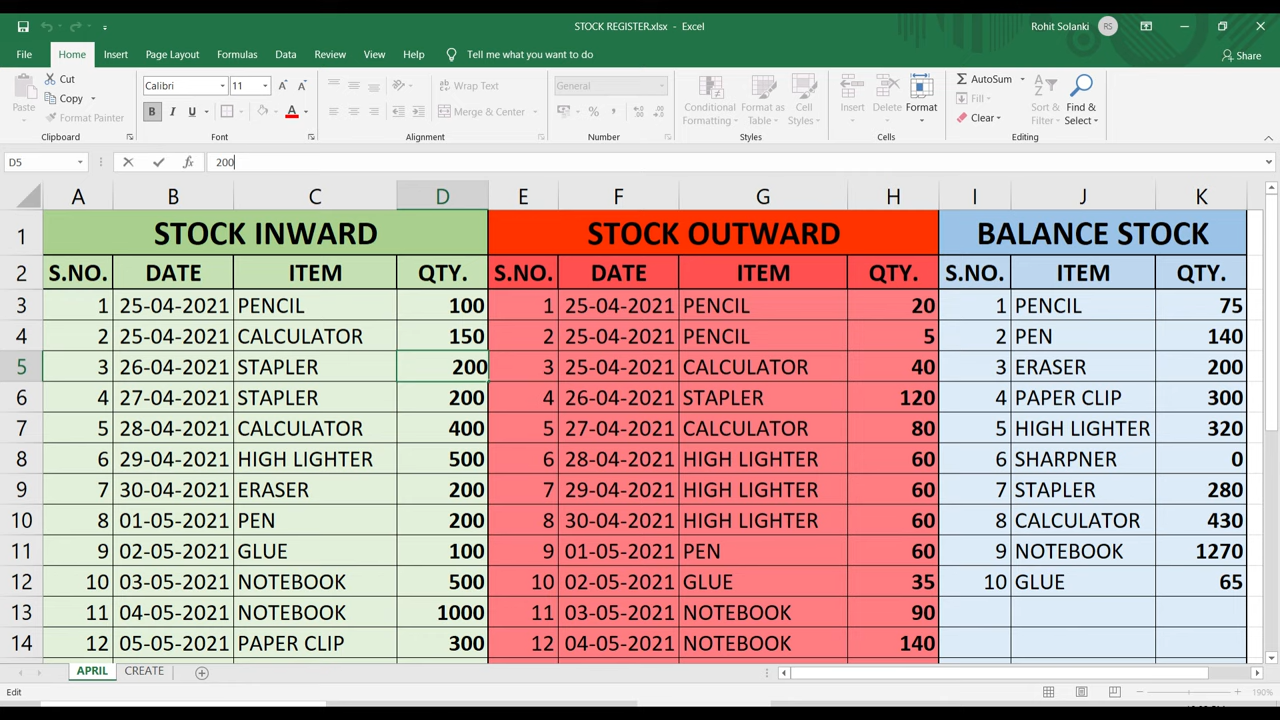 STOCK REGISTER.xlsx - Excel
Rohit Solanki RS
File Home Insert Page Layout Formulas Data Review View Help Tell me what you want to do Share
Paste Cut Copy Format Painter Clipboard
Calibri 11 B I U A Font
Wrap Text Merge & Center Alignment
General % Number
Conditional Formatting Format as Table Cell Styles Styles
Insert Delete Format Cells
AutoSum Fill Clear Sort & Filter Find & Select Editing
D5 fx 200
A B C D E F G H I J K
1 STOCK INWARD STOCK OUTWARD BALANCE STOCK
2 S.NO. DATE ITEM QTY. S.NO. DATE ITEM QTY. S.NO. ITEM QTY.
3 1 25-04-2021 PENCIL 100 1 25-04-2021 PENCIL 20 1 PENCIL 75
4 2 25-04-2021 CALCULATOR 150 2 25-04-2021 PENCIL 5 2 PEN 140
5 3 26-04-2021 STAPLER 200 3 25-04-2021 CALCULATOR 40 3 ERASER 200
6 4 27-04-2021 STAPLER 200 4 26-04-2021 STAPLER 120 4 PAPER CLIP 300
7 5 28-04-2021 CALCULATOR 400 5 27-04-2021 CALCULATOR 80 5 HIGH LIGHTER 320
8 6 29-04-2021 HIGH LIGHTER 500 6 28-04-2021 HIGH LIGHTER 60 6 SHARPNER 0
9 7 30-04-2021 ERASER 200 7 29-04-2021 HIGH LIGHTER 60 7 STAPLER 280
10 8 01-05-2021 PEN 200 8 30-04-2021 HIGH LIGHTER 60 8 CALCULATOR 430
11 9 02-05-2021 GLUE 100 9 01-05-2021 PEN 60 9 NOTEBOOK 1270
12 10 03-05-2021 NOTEBOOK 500 10 02-05-2021 GLUE 35 10 GLUE 65
13 11 04-05-2021 NOTEBOOK 1000 11 03-05-2021 NOTEBOOK 90
14 12 05-05-2021 PAPER CLIP 300 12 04-05-2021 NOTEBOOK 140
APRIL CREATE
Edit 190%